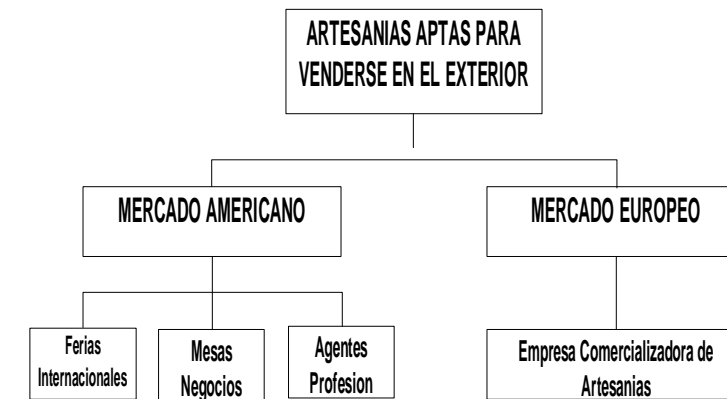 ARTESANIAS APTAS PARA
VENDERSE EN EL EXTERIOR
MERCADO AMERICANO
MERCADO EUROPEO
Ferias
Internacionales
Mesas
Negocios
Agentes
Profesion
Empresa Comercializadora de
Artesanias